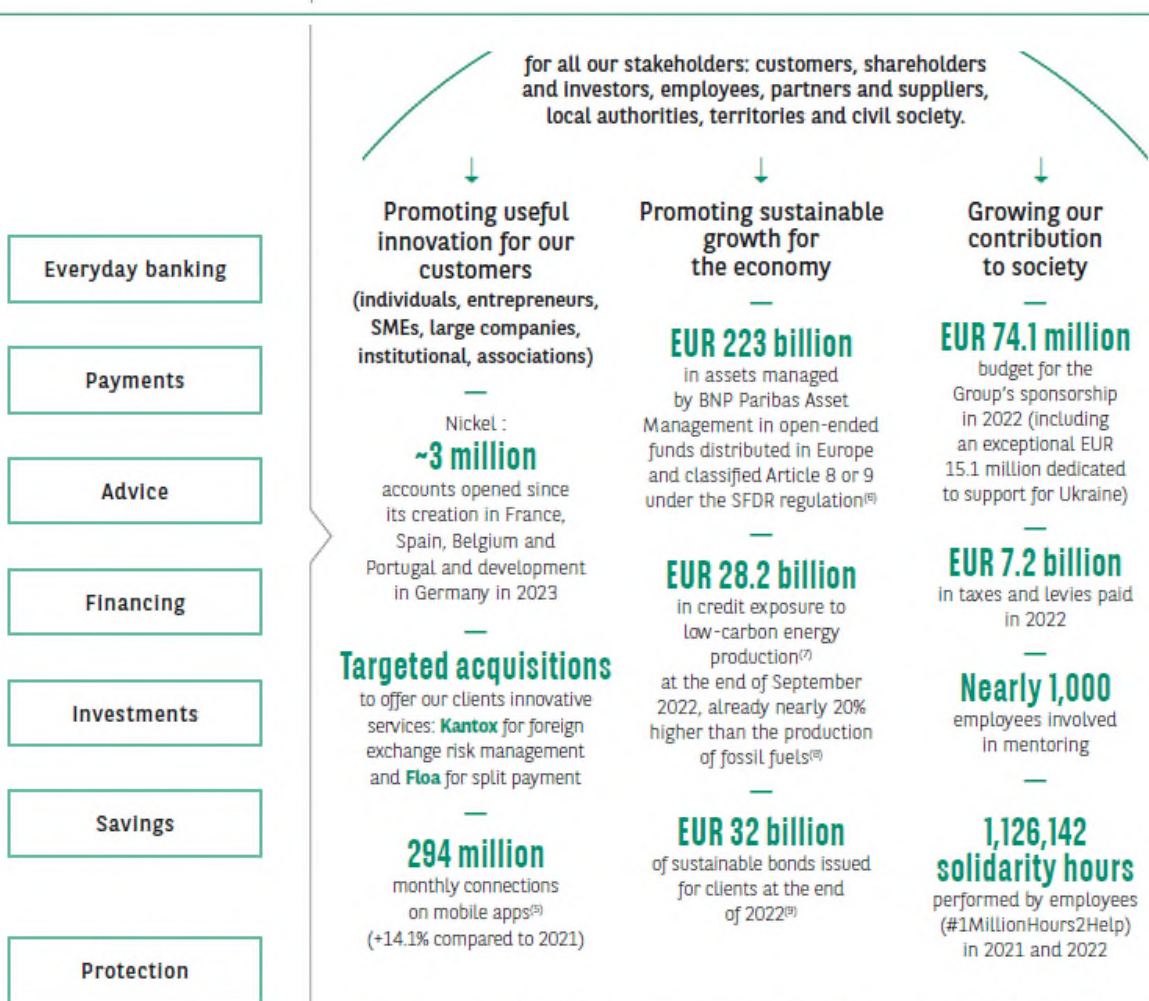 for all our stakeholders: customers, shareholders
and investors, employees, partners and suppliers,
local authorities, territories and civil society.
Everyday banking
Payments
Advice
Financing
Investments
Savings
Protection
Promoting useful
innovation for our
customers
(individuals, entrepreneurs,
SMEs, large companies,
institutional, associations)
Nickel :
~3 million
accounts opened since
its creation in France,
Spain, Belgium and
Portugal and development
in Germany in 2023
Targeted acquisitions
to offer our clients innovative
services: Kantox for foreign
exchange risk management
and Floa for split payment
294 million
monthly connections
on mobile apps(5)
(+14.1% compared to 2021)
Promoting sustainable
growth for
the economy
EUR 223 billion
in assets managed
by BNP Paribas Asset
Management in open-ended
funds distributed in Europe
and classified Article 8 or 9
under the SFDR regulation(6)
EUR 28.2 billion
in credit exposure to
low-carbon energy
production(7)
at the end of September
2022, already nearly 20%
higher than the production
of fossil fuels(8)
EUR 32 billion
of sustainable bonds issued
for clients at the end
of 2022(9)
Growing our
contribution
to society
EUR 74.1 million
budget for the
Group's sponsorship
in 2022 (including
an exceptional EUR
15.1 million dedicated
to support for Ukraine)
EUR 7.2 billion
in taxes and levies paid
in 2022
Nearly 1,000
employees involved
in mentoring
1,126,142
solidarity hours
performed by employees
(#1MillionHours2Help)
in 2021 and 2022